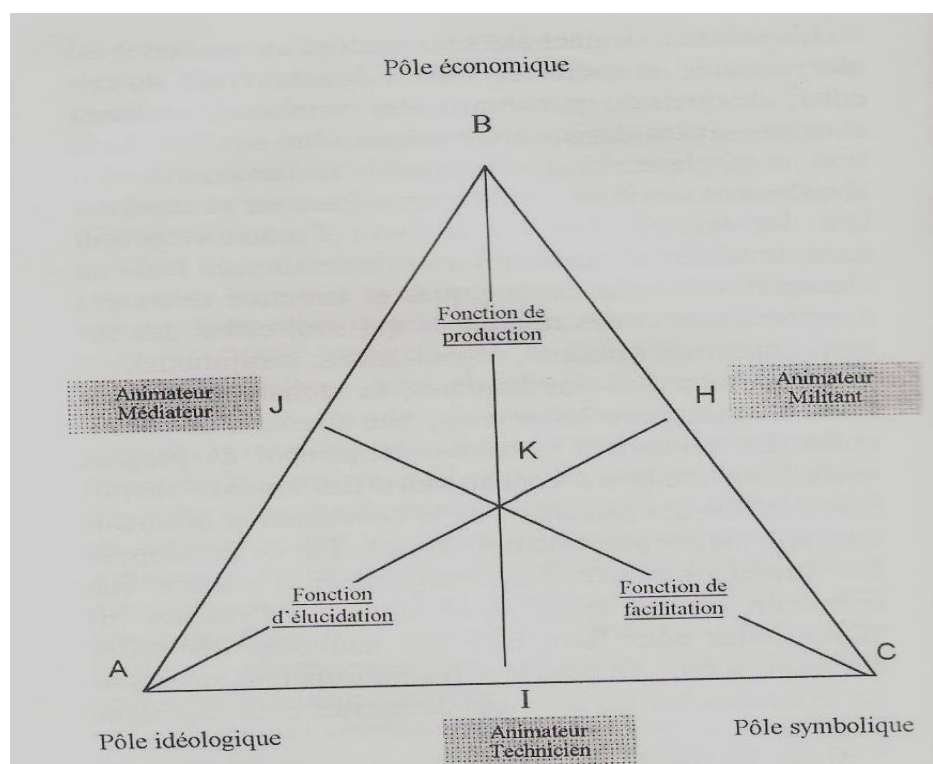 Pôle économique
B
Fonction de
production
Animateur
Médiateur
J
H
Animateur
Militant
K
Fonction
d'élucidation
Fonction de
facilitation
A
C
I
Pôle idéologique
Animateur
Technicien
Pôle symbolique